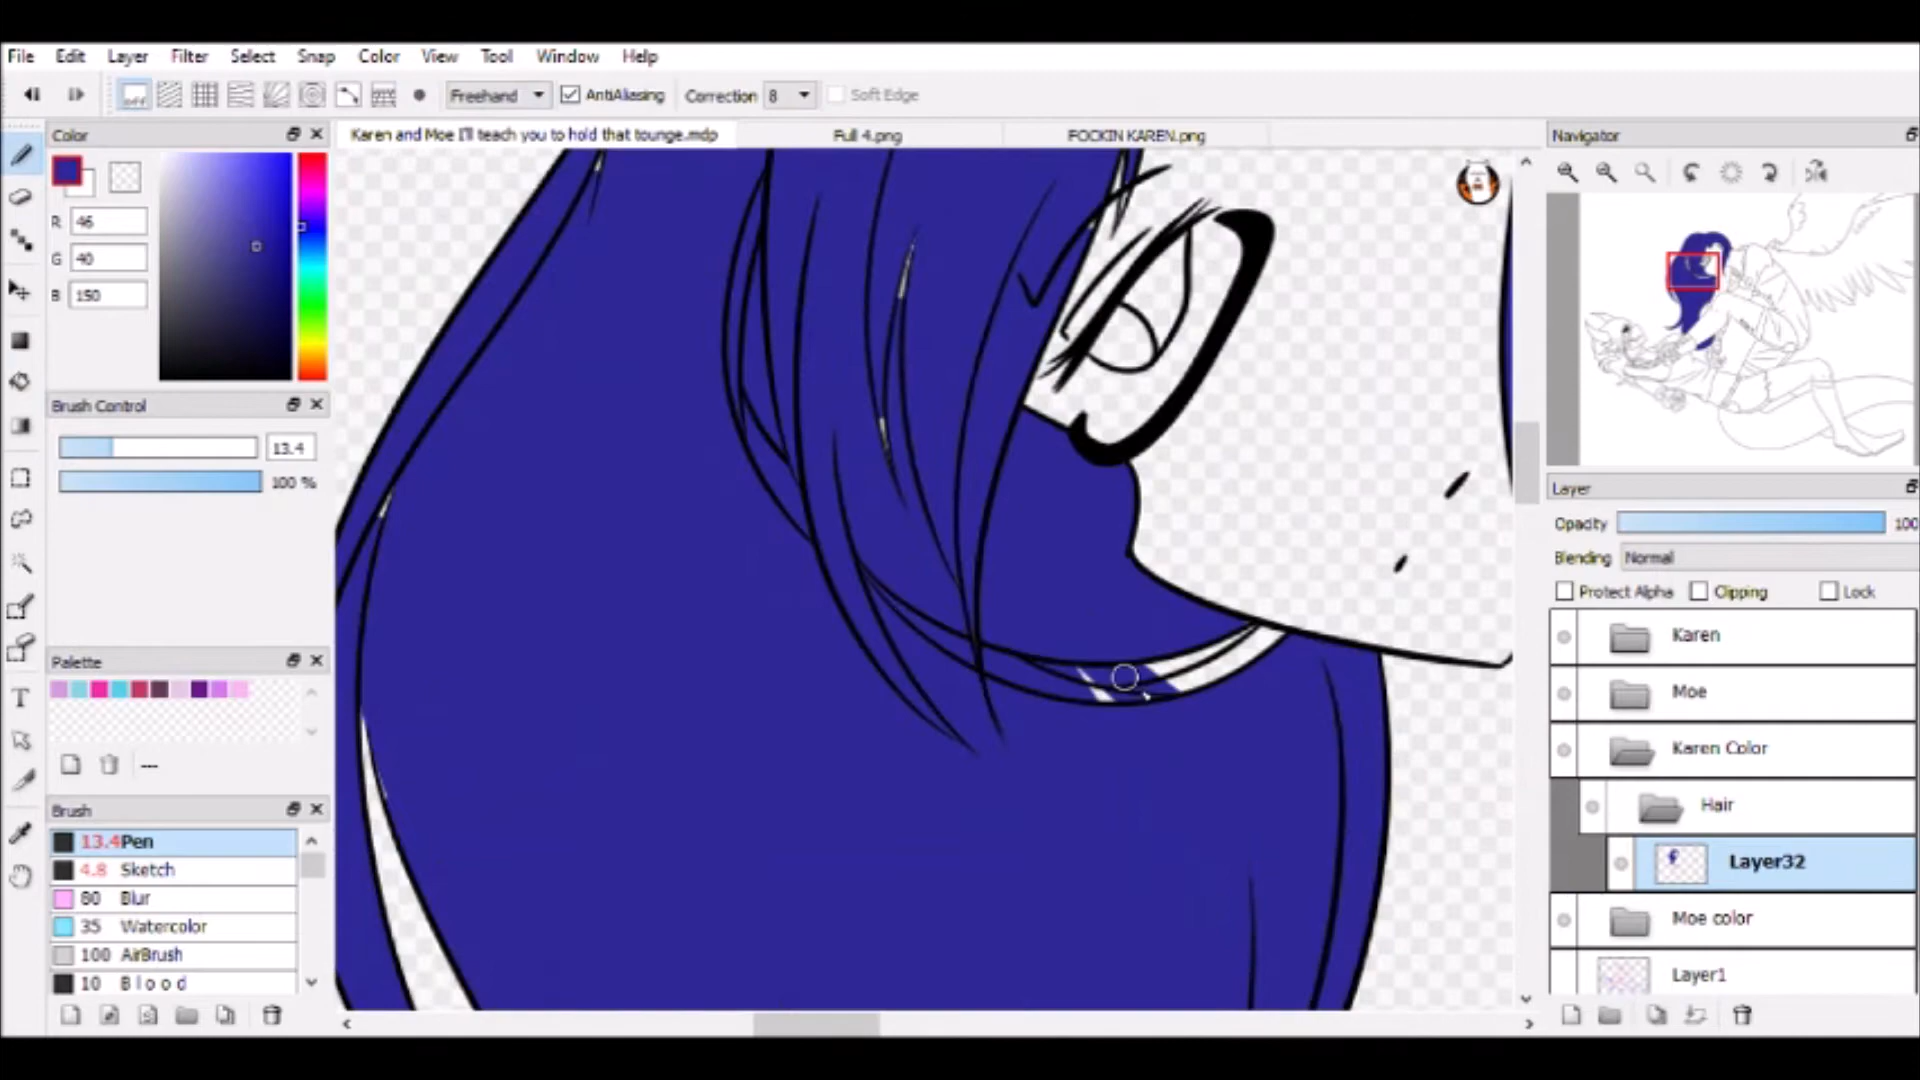 File Edit Layer Filter Select Snap Color View Tool Window Help
off Freehand AntiAliasing Correction 8 Soft Edge
Color
Karen and Moe I'll teach you to hold that tounge.mdp Full 4.png FOCKIN KAREN.png
Navigator
R 46
G 40
B 150
Brush Control
13.4
100 %
Layer
Opacity 100
Blending Normal
Protect Alpha Clipping Lock
Karen
Palette
Moe
T
Karen Color
---
Hair
Brush
13.4 Pen
Layer32
4.8 Sketch
80 Blur
Moe color
35 Watercolor
100 AirBrush
Layer1
10 B l o o d